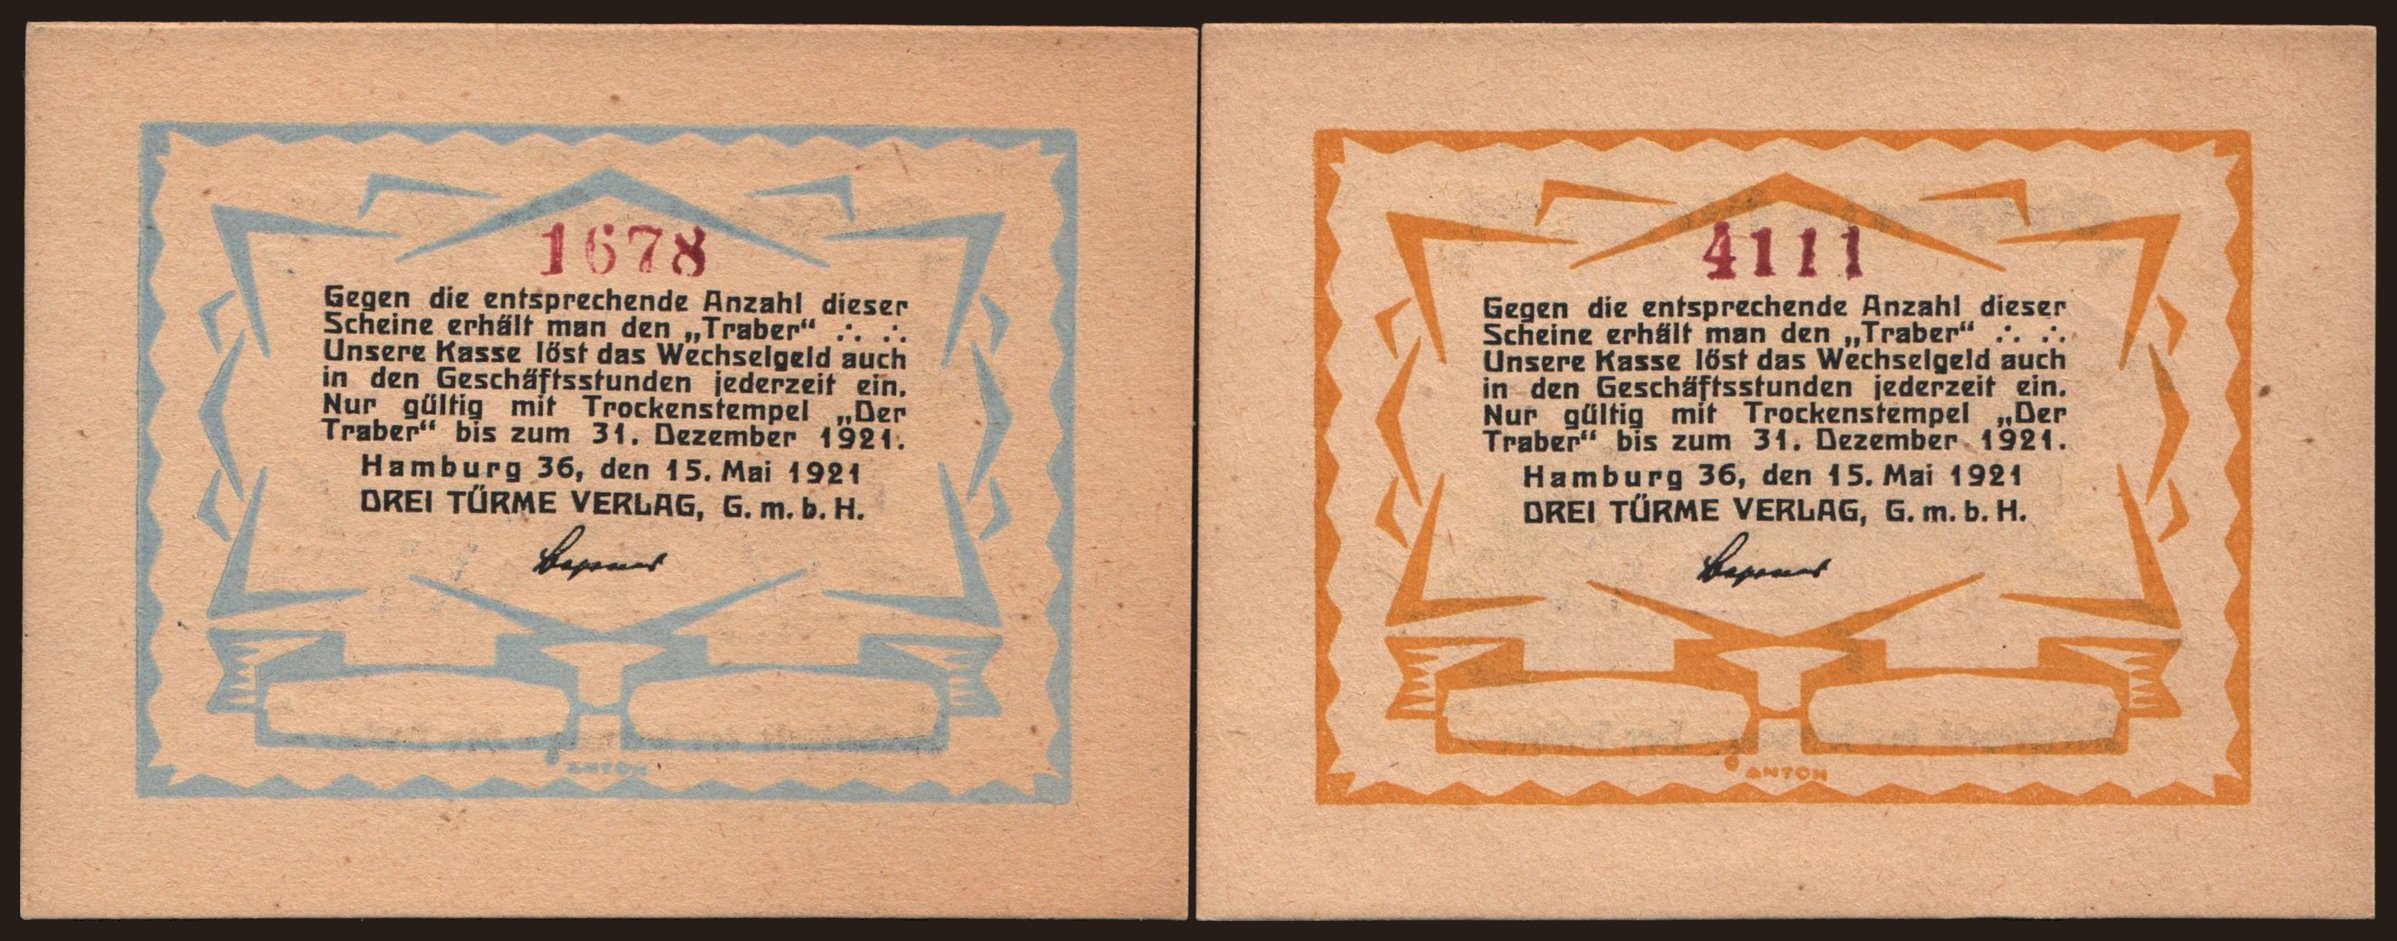 1678
Gegen die entsprechende Anzahl dieser
Scheine erhält man den „Traber“ ∴ ∴
Unsere Kasse löst das Wechselgeld auch
in den Geschäftsstunden jederzeit ein.
Nur gültig mit Trockenstempel „Der
Traber“ bis zum 31. Dezember 1921.
Hamburg 36, den 15. Mai 1921
DREI TÜRME VERLAG, G. m. b. H.
ANTON
4111
Gegen die entsprechende Anzahl dieser
Scheine erhält man den „Traber“ ∴ ∴
Unsere Kasse löst das Wechselgeld auch
in den Geschäftsstunden jederzeit ein.
Nur gültig mit Trockenstempel „Der
Traber“ bis zum 31. Dezember 1921.
Hamburg 36, den 15. Mai 1921
DREI TÜRME VERLAG, G. m. b. H.
ANTON